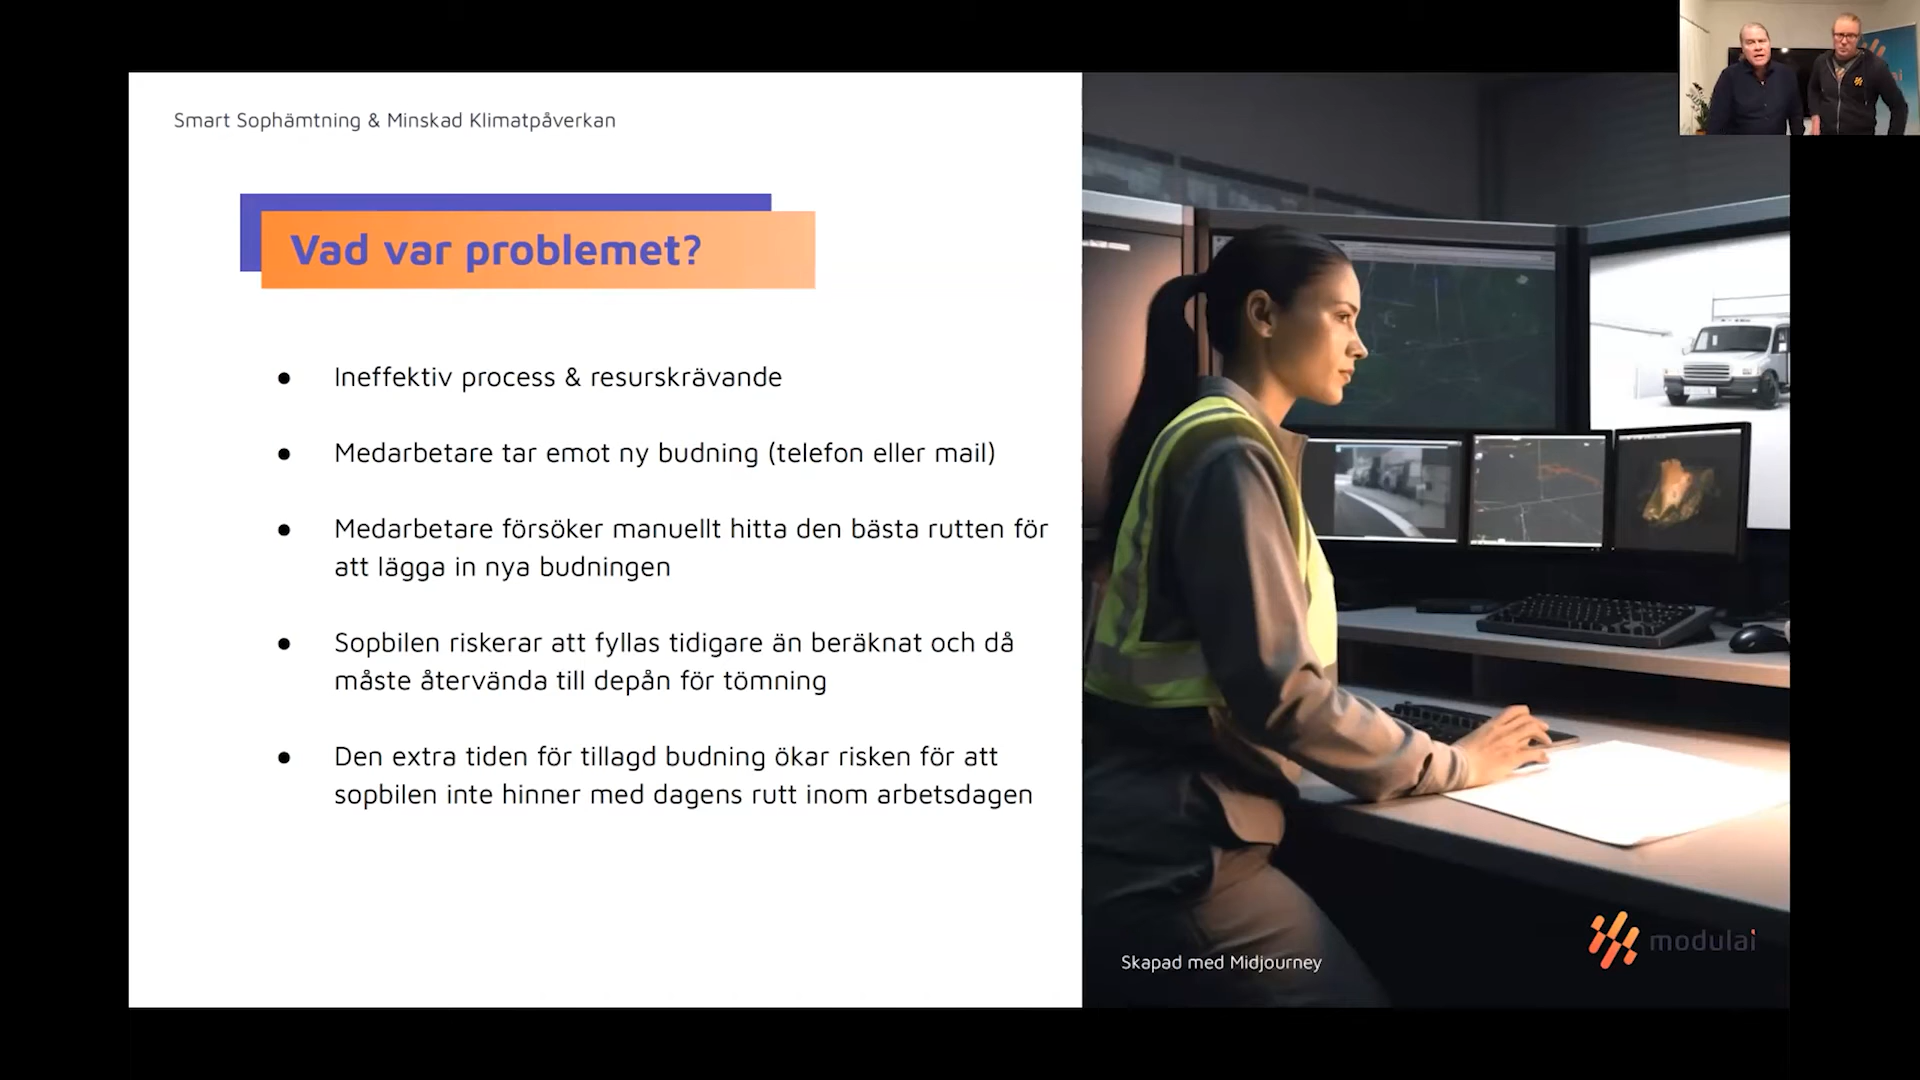 Smart Sophämtning & Minskad Klimatpåverkan
Vad var problemet?
● Ineffektiv process & resurskrävande
● Medarbetare tar emot ny budning (telefon eller mail)
● Medarbetare försöker manuellt hitta den bästa rutten för
att lägga in nya budningen
● Sopbilen riskerar att fyllas tidigare än beräknat och då
måste återvända till depån för tömning
● Den extra tiden för tillagd budning ökar risken för att
sopbilen inte hinner med dagens rutt inom arbetsdagen
Skapad med Midjourney
modulai